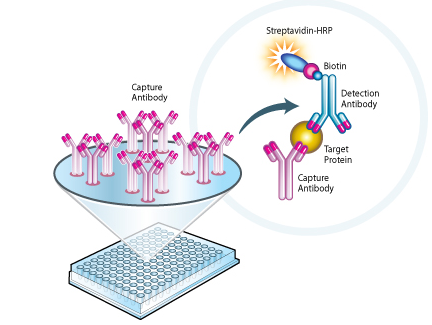 Streptavidin-HRP
Biotin
Detection
Antibody
Target
Protein
Capture
Antibody
Capture
Antibody